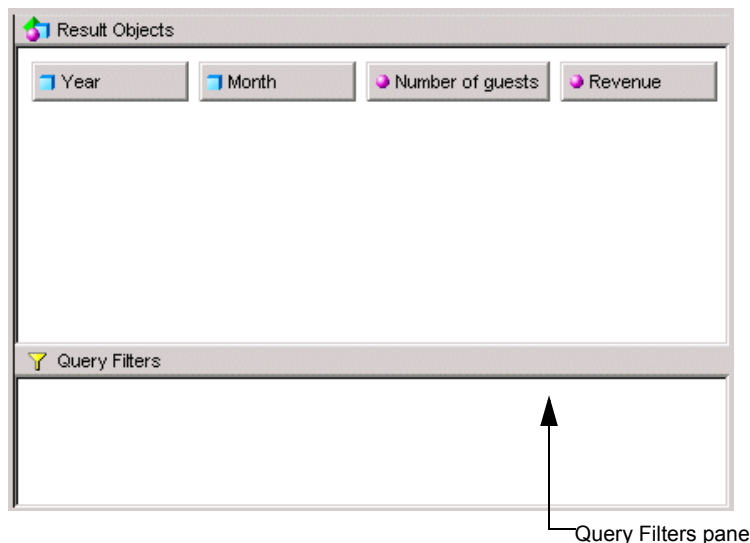 Result Objects
Year Month Number of guests Revenue
Query Filters
Query Filters pane